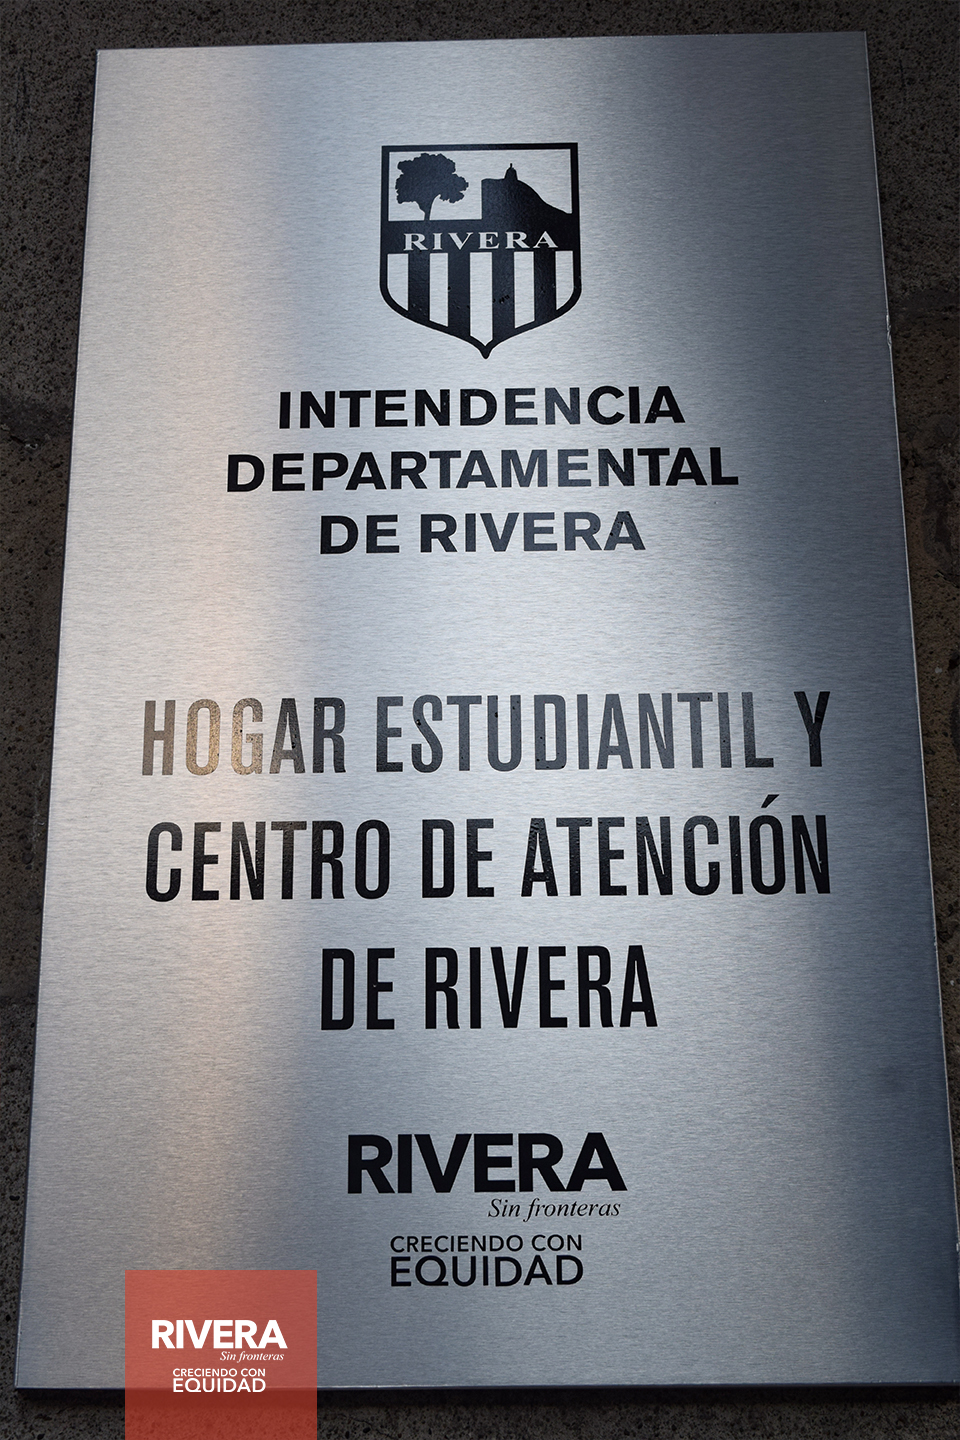 RIVERA
INTENDENCIA
DEPARTAMENTAL
DE RIVERA
HOGAR ESTUDIANTIL Y
CENTRO DE ATENCIÓN
DE RIVERA
RIVERA
Sin fronteras
CRECIENDO CON
EQUIDAD
RIVERA
Sin fronteras
CRECIENDO CON
EQUIDAD